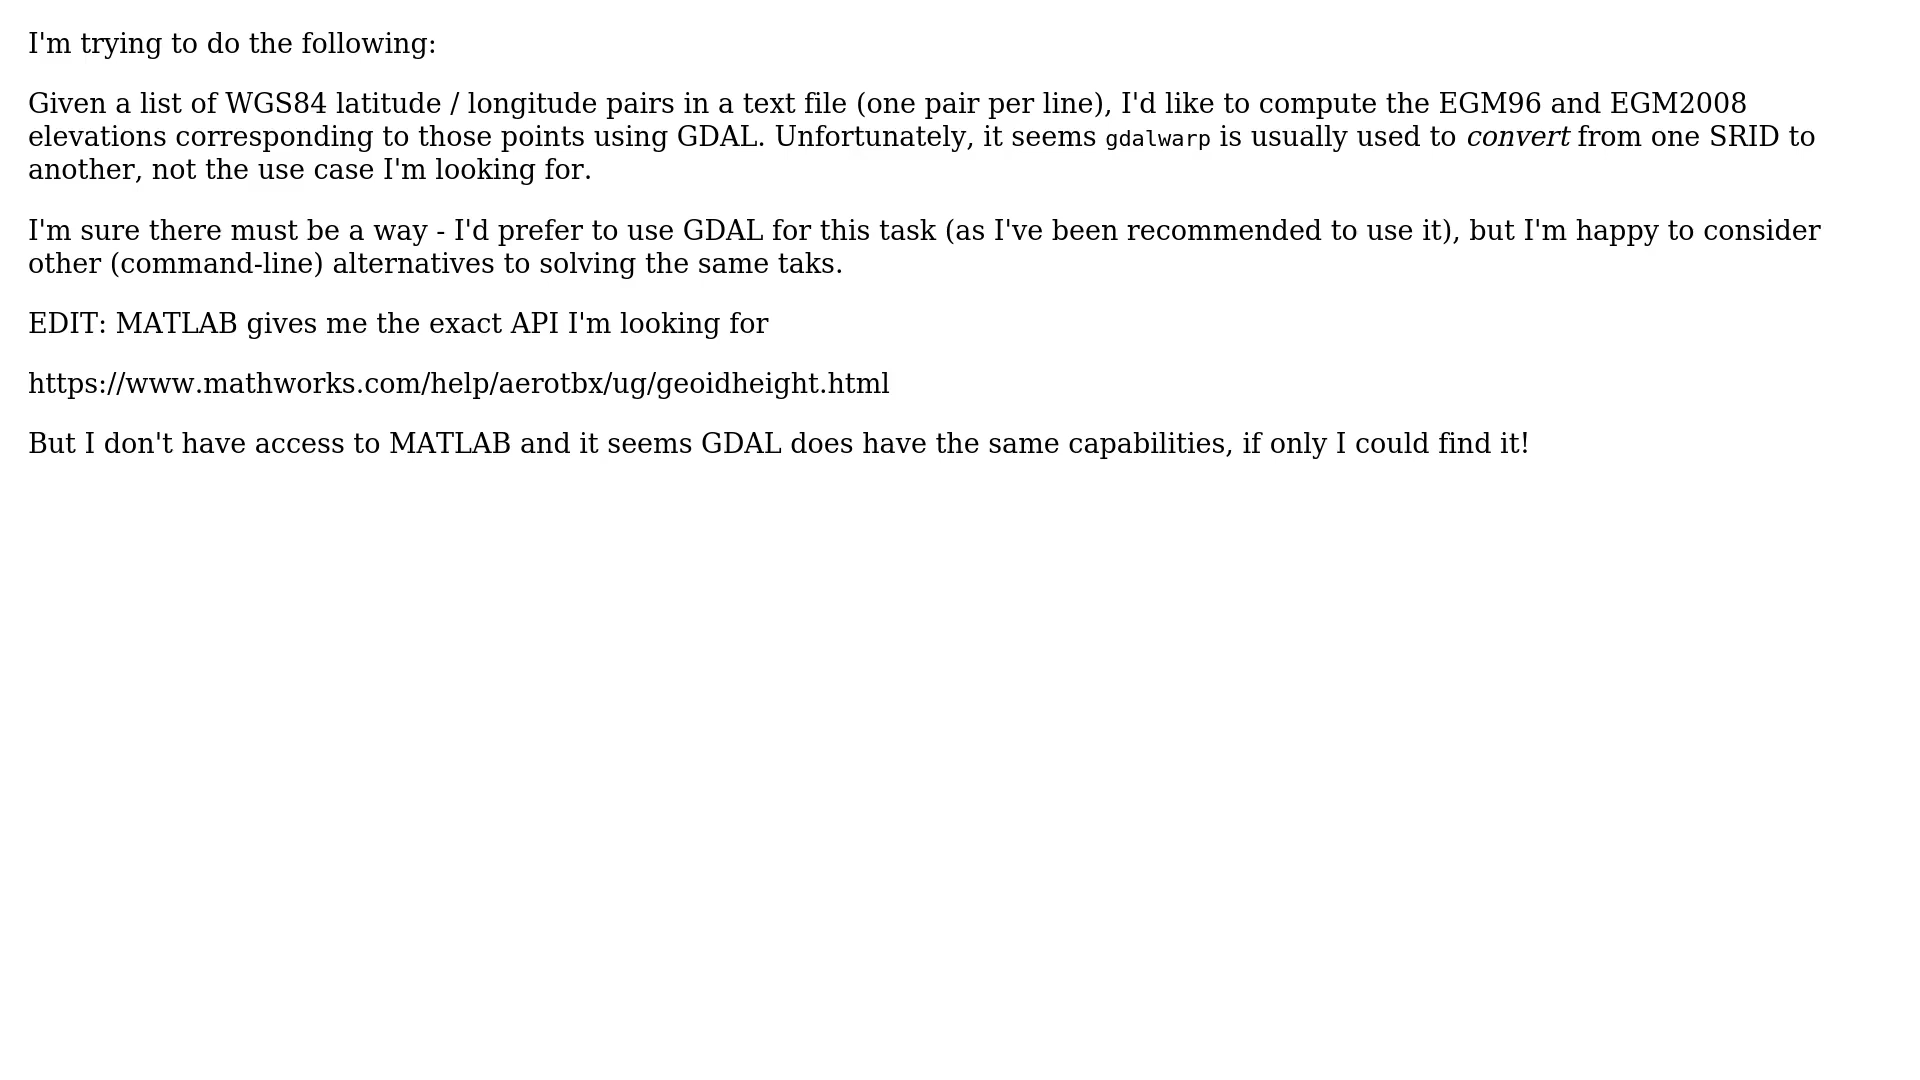 I'm trying to do the following:
Given a list of WGS84 latitude / longitude pairs in a text file (one pair per line), I'd like to compute the EGM96 and EGM2008
elevations corresponding to those points using GDAL. Unfortunately, it seems gdalwarp is usually used to convert from one SRID to
another, not the use case I'm looking for.
I'm sure there must be a way - I'd prefer to use GDAL for this task (as I've been recommended to use it), but I'm happy to consider
other (command-line) alternatives to solving the same taks.
EDIT: MATLAB gives me the exact API I'm looking for
https://www.mathworks.com/help/aerotbx/ug/geoidheight.html
But I don't have access to MATLAB and it seems GDAL does have the same capabilities, if only I could find it!